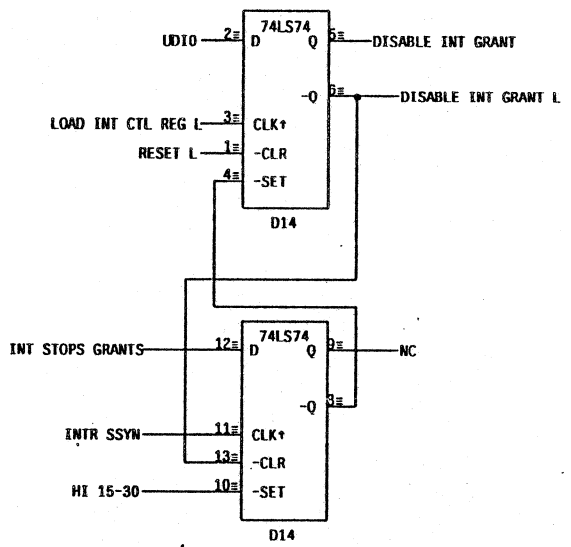 74LS74
UDIO 2 D Q 5 DISABLE INT GRANT
-Q 6 DISABLE INT GRANT L
LOAD INT CTL REG L 3 CLK↑
RESET L 1 -CLR
4 -SET
D14
74LS74
INT STOPS GRANTS 12 D Q 9 NC
-Q 8
INTR SSYN 11 CLK↑
13 -CLR
HI 15-30 10 -SET
D14